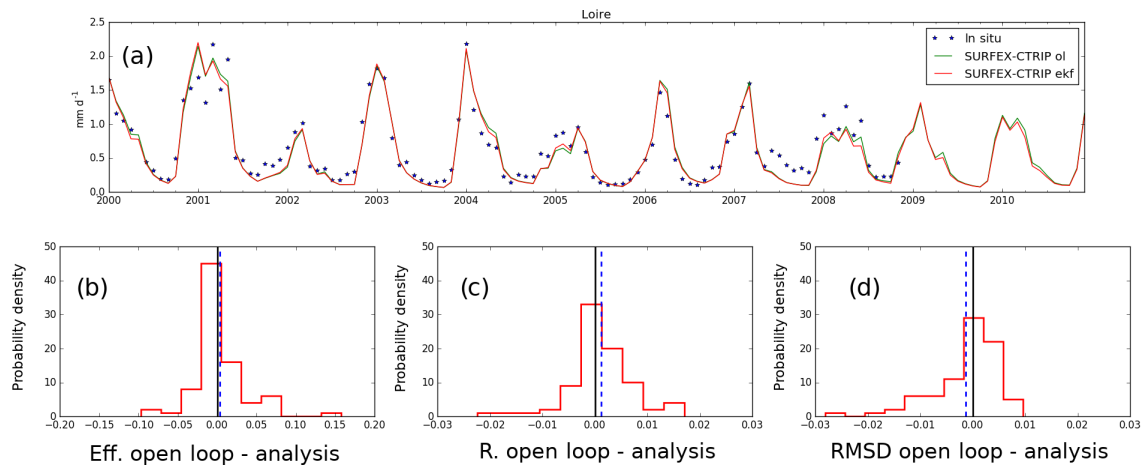 Loire
2.5
2.0
1.5
1.0
0.5
0.0
mm d⁻¹
(a)
In situ
SURFEX-CTRIP ol
SURFEX-CTRIP ekf
2000 2001 2002 2003 2004 2005 2006 2007 2008 2009 2010
50
40
30
20
10
0
Probability density
(b)
−0.20 −0.15 −0.10 −0.05 0.00 0.05 0.10 0.15 0.20
Eff. open loop - analysis
50
40
30
20
10
0
Probability density
(c)
−0.03 −0.02 −0.01 0.00 0.01 0.02 0.03
R. open loop - analysis
50
40
30
20
10
0
Probability density
(d)
−0.03 −0.02 −0.01 0.00 0.01 0.02 0.03
RMSD open loop - analysis